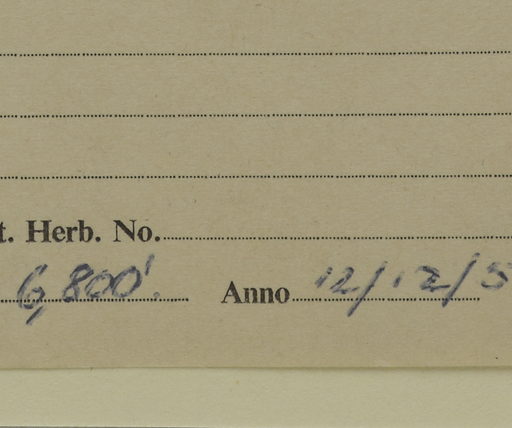 t. Herb. No.
6,800'. Anno 12/12/5